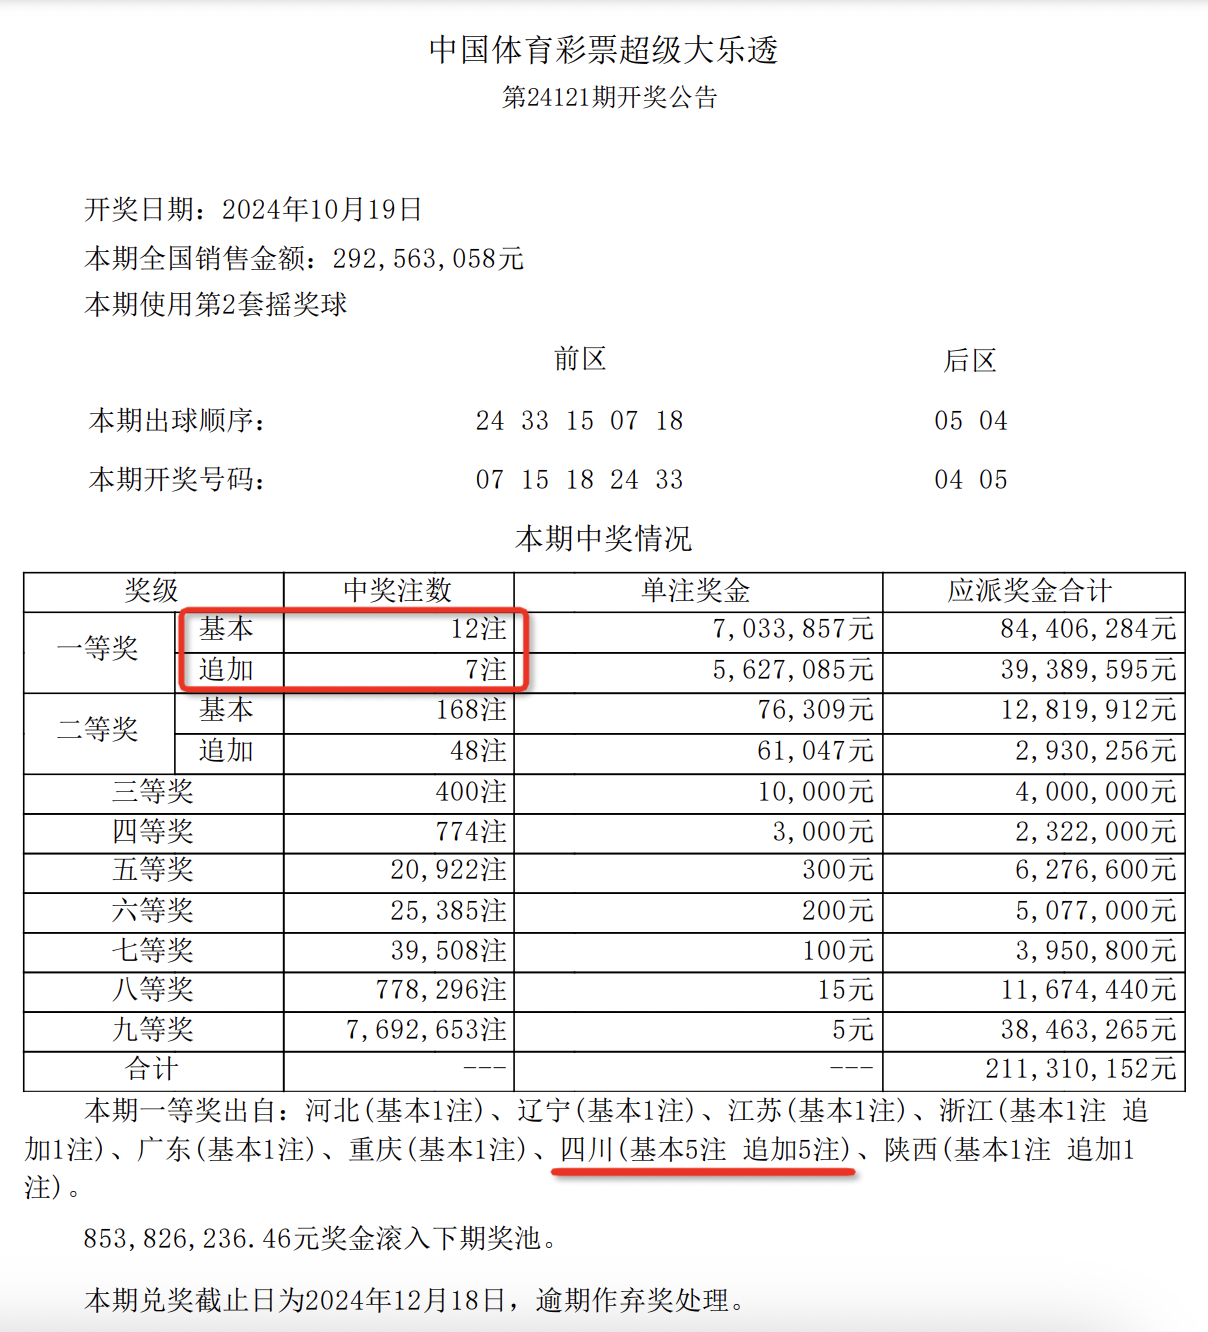 中国体育彩票超级大乐透
第24121期开奖公告
开奖日期：2024年10月19日
本期全国销售金额：292,563,058元
本期使用第2套摇奖球
前区 后区
本期出球顺序： 24 33 15 07 18 05 04
本期开奖号码： 07 15 18 24 33 04 05
本期中奖情况
奖级 中奖注数 单注奖金 应派奖金合计
一等奖 基本 12注 7,033,857元 84,406,284元
追加 7注 5,627,085元 39,389,595元
二等奖 基本 168注 76,309元 12,819,912元
追加 48注 61,047元 2,930,256元
三等奖 400注 10,000元 4,000,000元
四等奖 774注 3,000元 2,322,000元
五等奖 20,922注 300元 6,276,600元
六等奖 25,385注 200元 5,077,000元
七等奖 39,508注 100元 3,950,800元
八等奖 778,296注 15元 11,674,440元
九等奖 7,692,653注 5元 38,463,265元
合计 --- --- 211,310,152元
本期一等奖出自：河北(基本1注)、辽宁(基本1注)、江苏(基本1注)、浙江(基本1注 追
加1注)、广东(基本1注)、重庆(基本1注)、四川(基本5注 追加5注)、陕西(基本1注 追加1
注)。
853,826,236.46元奖金滚入下期奖池。
本期兑奖截止日为2024年12月18日，逾期作弃奖处理。